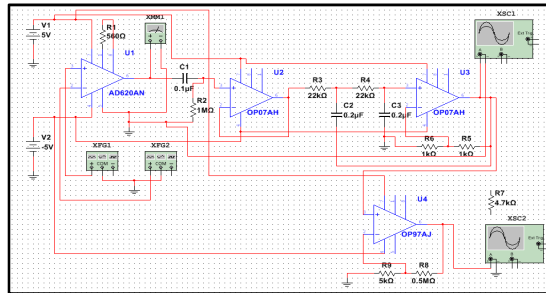 V1
5V
R1
560Ω
XMM1
U1
AD620AN
C1
0.1µF
R2
1MΩ
U2
OP07AH
R3
22kΩ
R4
22kΩ
C2
0.2µF
C3
0.2µF
U3
OP07AH
R6
1kΩ
R5
1kΩ
XSC1
Ext Trig
A
B
V2
-5V
XFG1
COM
XFG2
COM
U4
OP97AJ
R9
5kΩ
R8
0.5MΩ
R7
4.7kΩ
XSC2
Ext Trig
A
B